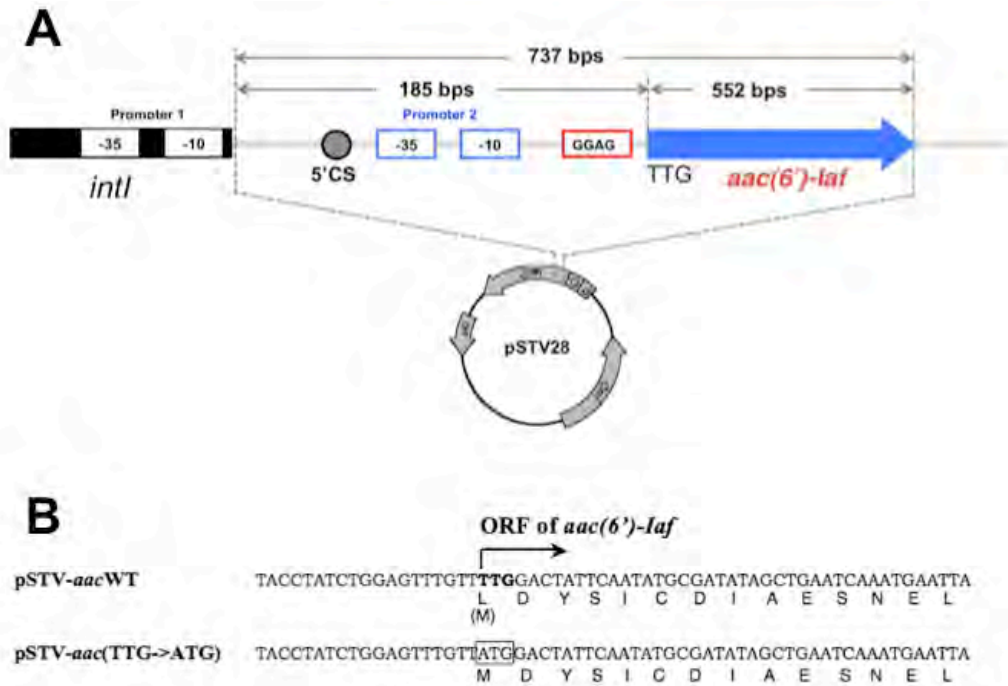 A
737 bps
185 bps
552 bps
Promoter 1
Promoter 2
-35
-10
-35
-10
GGAG
intI
5'CS
TTG
aac(6')-Iaf
pSTV28
B
ORF of aac(6')-Iaf
pSTV-aacWT TACCTATCTGGAGTTTGTTTTGGACTATTCAATATGCGATATAGCTGAATCAAATGAATTA
L D Y S I C D I A E S N E L
(M)
pSTV-aac(TTG->ATG) TACCTATCTGGAGTTTGTTATGGACTATTCAATATGCGATATAGCTGAATCAAATGAATTA
M D Y S I C D I A E S N E L